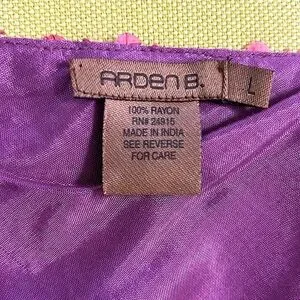 ARDEN B.
L
100% RAYON
RN# 24915
MADE IN INDIA
SEE REVERSE
FOR CARE